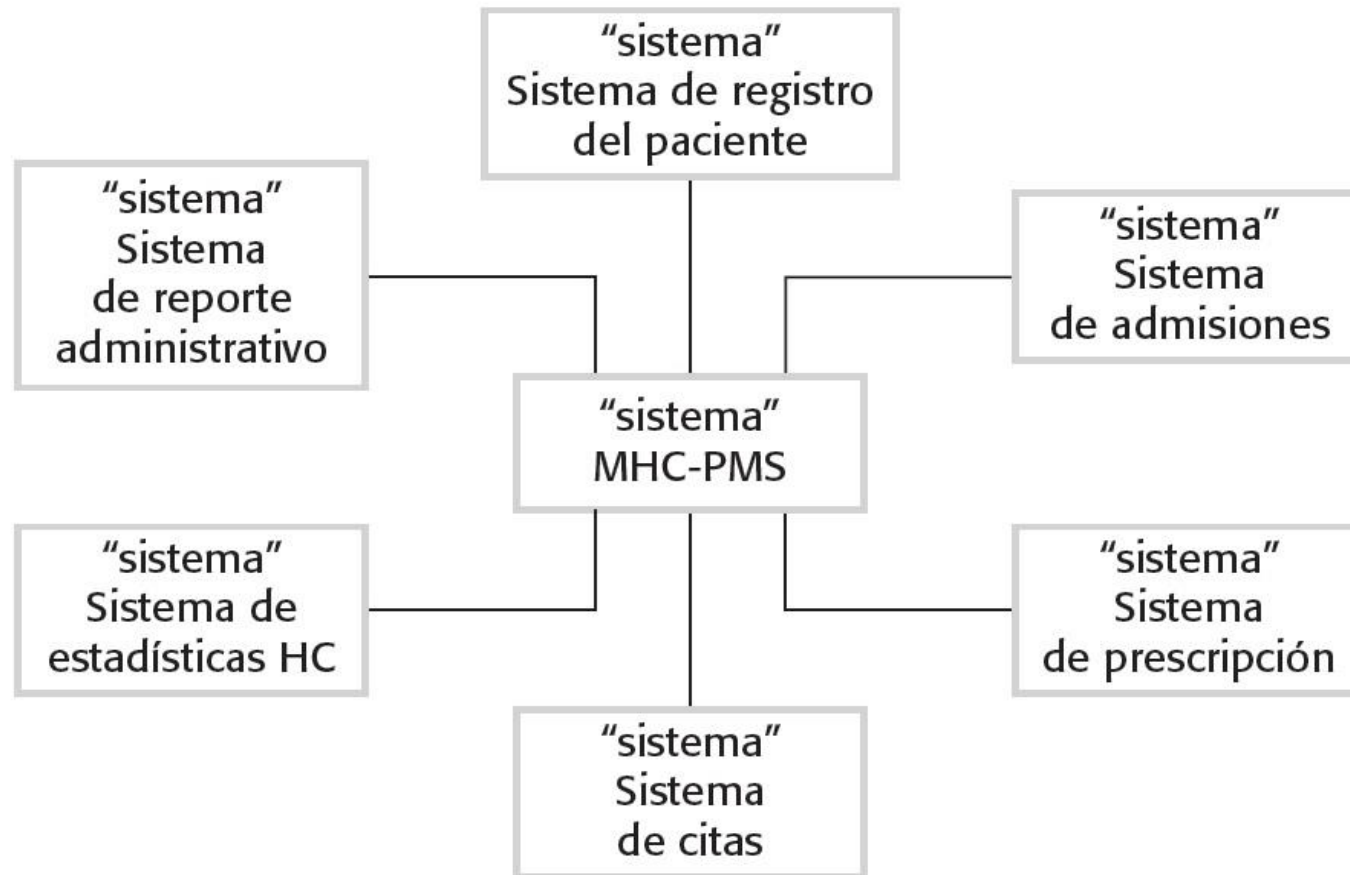 “sistema”
Sistema de registro
del paciente
“sistema”
Sistema
de reporte
administrativo
“sistema”
Sistema
de admisiones
“sistema”
MHC-PMS
“sistema”
Sistema de
estadísticas HC
“sistema”
Sistema
de prescripción
“sistema”
Sistema
de citas